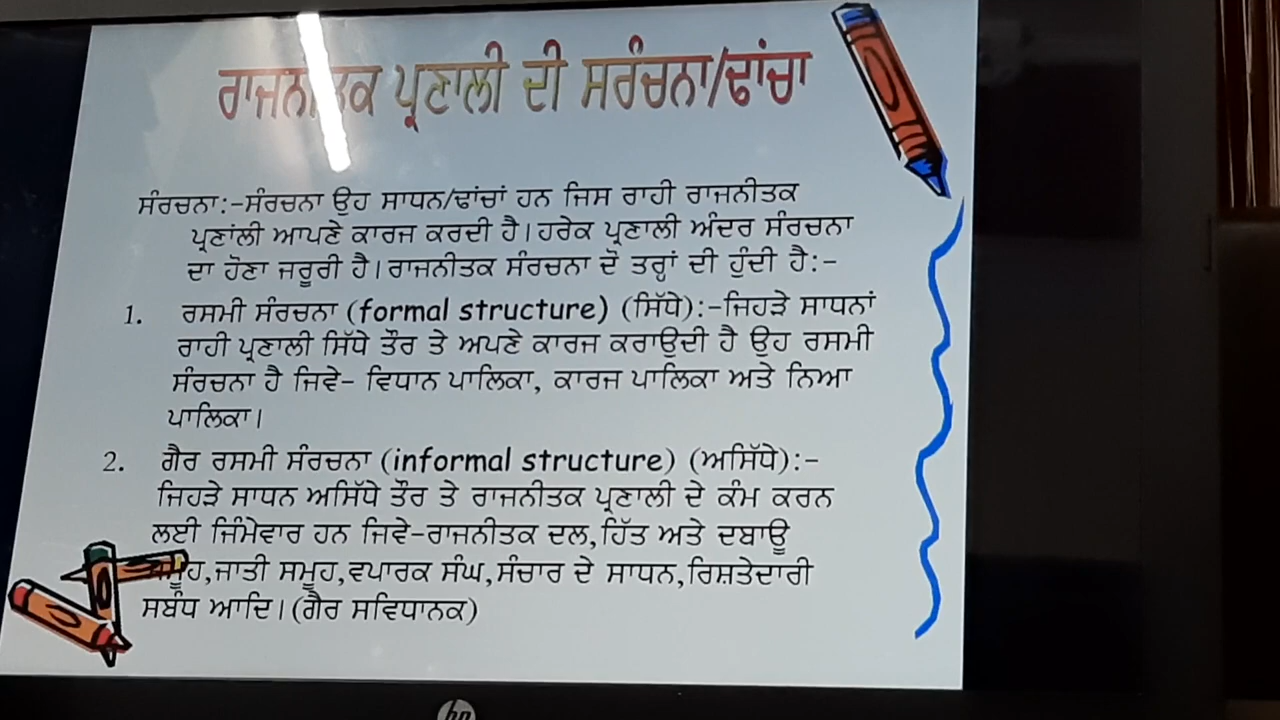 ਰਾਜਨੀਤਕ ਪ੍ਰਣਾਲੀ ਦੀ ਸਰੰਚਨਾ/ਢਾਂਚਾ
ਸੰਰਚਨਾ:-ਸੰਰਚਨਾ ਉਹ ਸਾਧਨ/ਢਾਂਚਾਂ ਹਨ ਜਿਸ ਰਾਹੀ ਰਾਜਨੀਤਕ
ਪ੍ਰਣਾਂਲੀ ਆਪਣੇ ਕਾਰਜ ਕਰਦੀ ਹੈ। ਹਰੇਕ ਪ੍ਰਣਾਲੀ ਅੰਦਰ ਸੰਰਚਨਾ
ਦਾ ਹੋਣਾ ਜਰੂਰੀ ਹੈ। ਰਾਜਨੀਤਕ ਸੰਰਚਨਾ ਦੋ ਤਰ੍ਹਾਂ ਦੀ ਹੁੰਦੀ ਹੈ:-
1. ਰਸਮੀ ਸੰਰਚਨਾ (formal structure) (ਸਿੱਧੇ):-ਜਿਹੜੇ ਸਾਧਨਾਂ
ਰਾਹੀ ਪ੍ਰਣਾਲੀ ਸਿੱਧੇ ਤੌਰ ਤੇ ਅਪਣੇ ਕਾਰਜ ਕਰਾਉਦੀ ਹੈ ਉਹ ਰਸਮੀ
ਸੰਰਚਨਾ ਹੈ ਜਿਵੇ- ਵਿਧਾਨ ਪਾਲਿਕਾ, ਕਾਰਜ ਪਾਲਿਕਾ ਅਤੇ ਨਿਆ
ਪਾਲਿਕਾ।
2. ਗੈਰ ਰਸਮੀ ਸੰਰਚਨਾ (informal structure) (ਅਸਿੱਧੇ):-
ਜਿਹੜੇ ਸਾਧਨ ਅਸਿੱਧੇ ਤੌਰ ਤੇ ਰਾਜਨੀਤਕ ਪ੍ਰਣਾਲੀ ਦੇ ਕੰਮ ਕਰਨ
ਲਈ ਜਿੰਮੇਵਾਰ ਹਨ ਜਿਵੇ-ਰਾਜਨੀਤਕ ਦਲ,ਹਿੱਤ ਅਤੇ ਦਬਾਊ
ਸਮੂਹ,ਜਾਤੀ ਸਮੂਹ,ਵਪਾਰਕ ਸੰਘ,ਸੰਚਾਰ ਦੇ ਸਾਧਨ,ਰਿਸ਼ਤੇਦਾਰੀ
ਸਬੰਧ ਆਦਿ। (ਗੈਰ ਸਵਿਧਾਨਕ)
hp